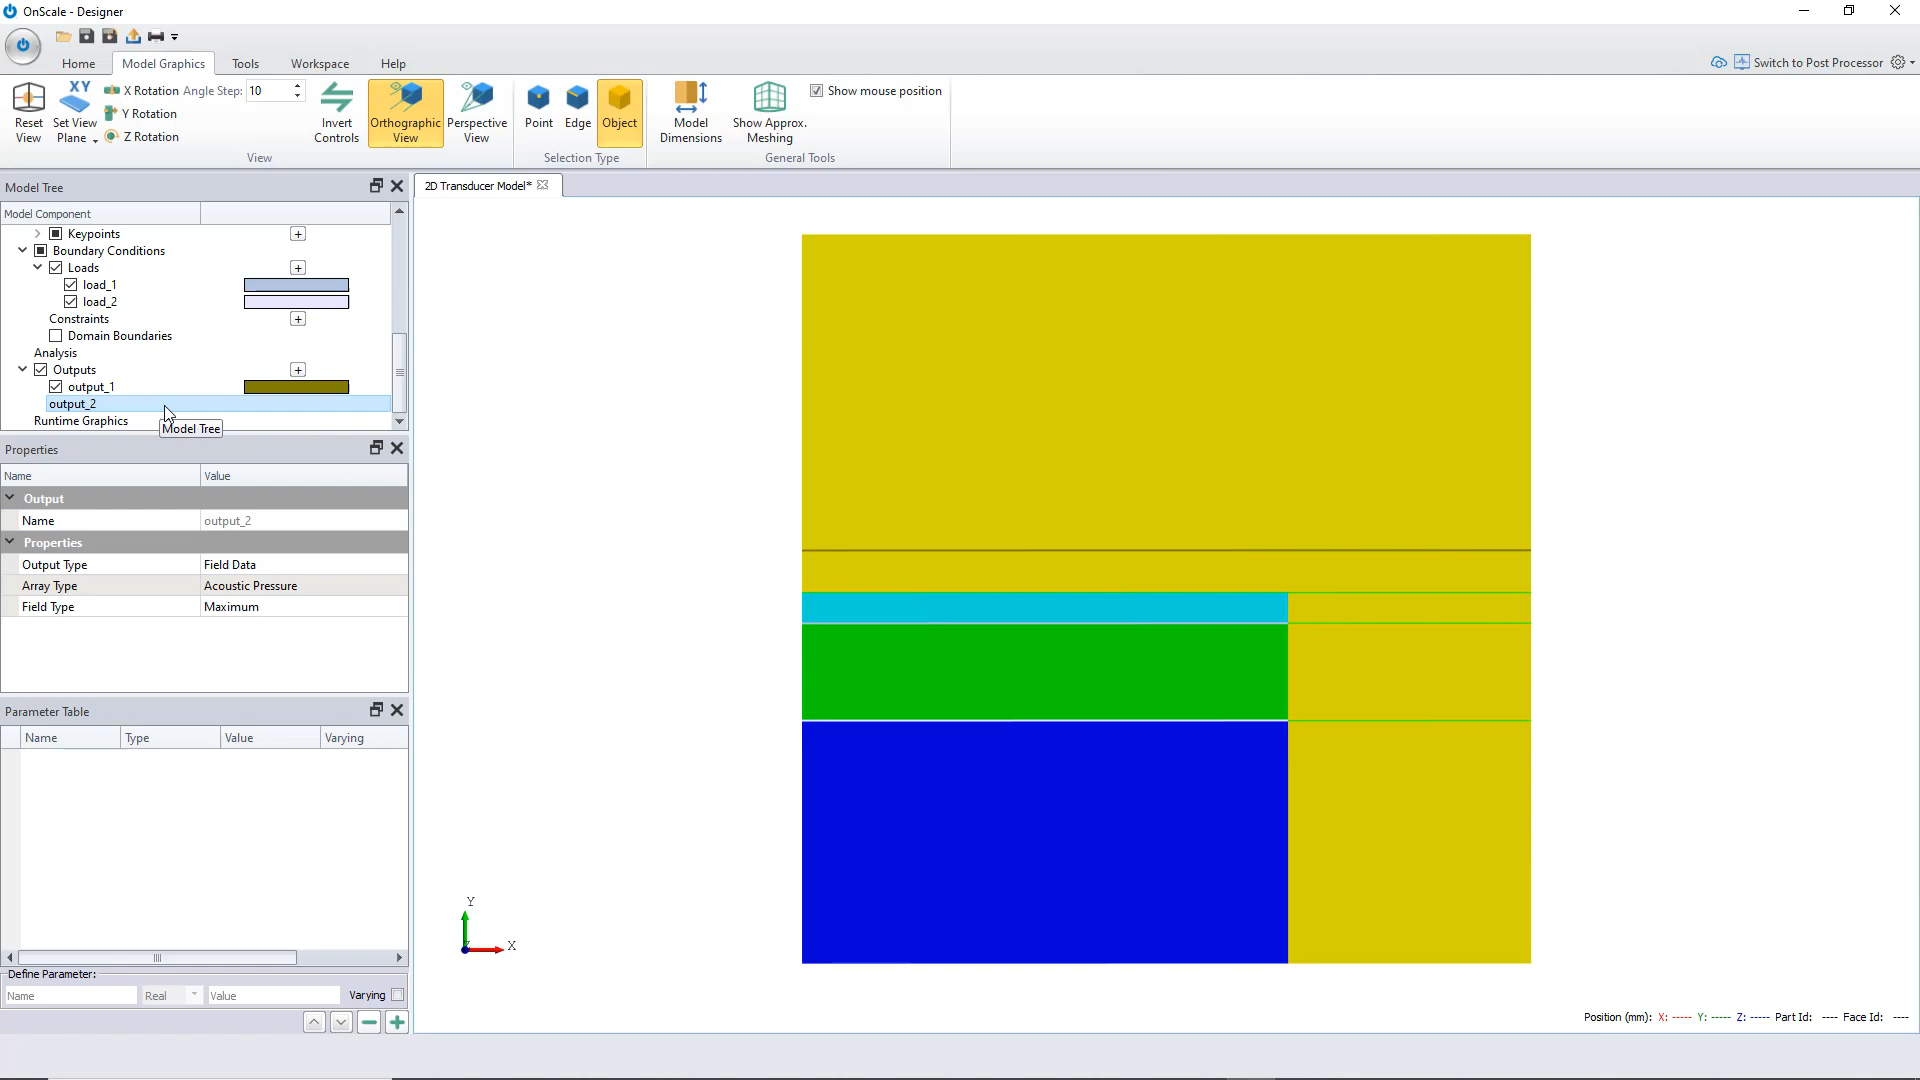 OnScale - Designer
Home
Model Graphics
Tools
Workspace
Help
Switch to Post Processor
Reset View
XY
Set View Plane
X Rotation
Angle Step:
10
Y Rotation
Z Rotation
Invert Controls
Orthographic View
Perspective View
View
Point
Edge
Object
Selection Type
Model Dimensions
Show Approx. Meshing
Show mouse position
General Tools
Model Tree
2D Transducer Model*
Model Component
Keypoints
Boundary Conditions
Loads
load_1
load_2
Constraints
Domain Boundaries
Analysis
Outputs
output_1
output_2
Runtime Graphics
Model Tree
Properties
Name Value
Output
Name output_2
Properties
Output Type Field Data
Array Type Acoustic Pressure
Field Type Maximum
Parameter Table
Name Type Value Varying
Define Parameter:
Name Real Value Varying
Y
X
Z
Position (mm): X: ----- Y: ----- Z: ----- Part Id: ---- Face Id: ----